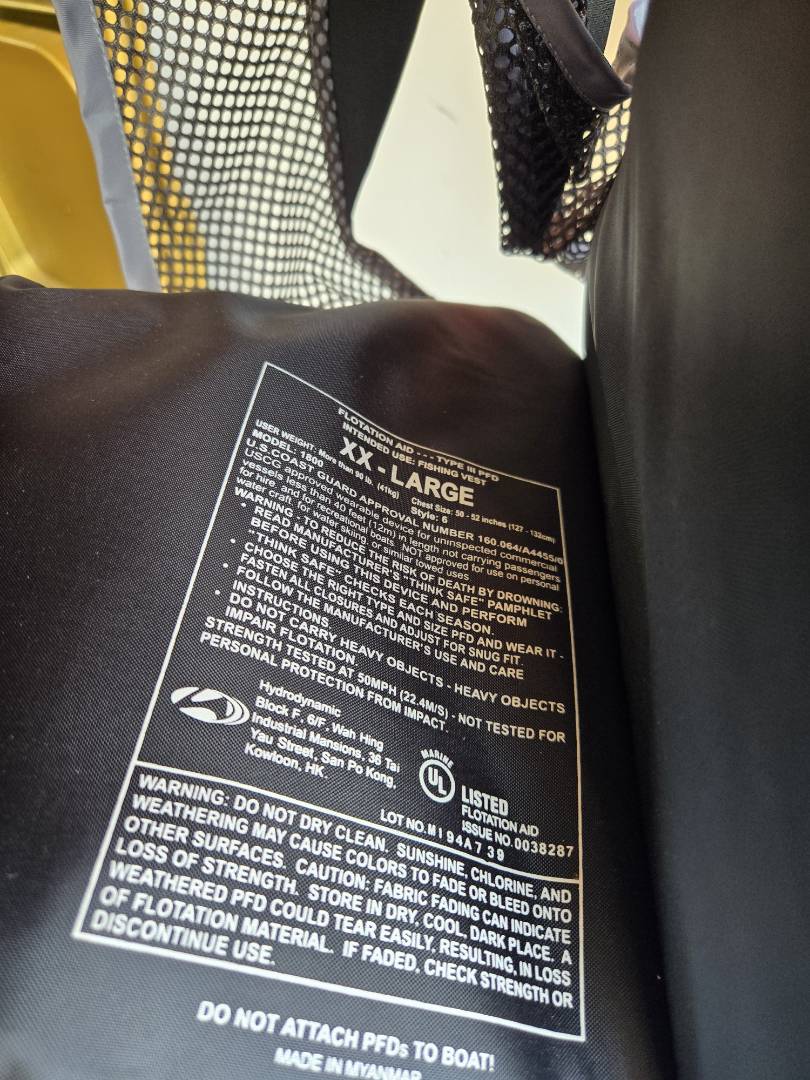 FLOTATION AID - - - TYPE III PFD
INTENDED USE: FISHING VEST
XX - LARGE
USER WEIGHT: More than 90 lb. (41kg) Chest Size: 50 - 52 inches (127 - 132cm)
MODEL: 1800 Style: 6
U.S.COAST GUARD APPROVAL NUMBER 160.064/A4455/0
USCG approved wearable device for uninspected commercial
vessels less than 40 feet (12m) in length not carrying passengers
for hire, and for recreational boats. NOT approved for use on personal
water craft, for water skiing or similar towed uses
WARNING : TO REDUCE THE RISK OF DEATH BY DROWNING:
• READ MANUFACTURER'S "THINK SAFE" PAMPHLET
BEFORE USING THIS DEVICE AND PERFORM
"THINK SAFE" CHECKS EACH SEASON.
• CHOOSE THE RIGHT TYPE AND SIZE PFD AND WEAR IT -
FASTEN ALL CLOSURES AND ADJUST FOR SNUG FIT.
• FOLLOW THE MANUFACTURER'S USE AND CARE
INSTRUCTIONS
• DO NOT CARRY HEAVY OBJECTS - HEAVY OBJECTS
IMPAIR FLOTATION.
STRENGTH TESTED AT 50MPH (22.4M/S) - NOT TESTED FOR
PERSONAL PROTECTION FROM IMPACT.
Hydrodynamic
Block F, 6/F, Wah Hing
Industrial Mansions, 36 Tai
Yau Street, San Po Kong,
Kowloon, HK.
MARINE
UL
LISTED
FLOTATION AID
ISSUE NO. 0038287
LOT NO. M I 9 4 A 7 3 9
WARNING: DO NOT DRY CLEAN. SUNSHINE, CHLORINE, AND
WEATHERING MAY CAUSE COLORS TO FADE OR BLEED ONTO
OTHER SURFACES. CAUTION: FABRIC FADING CAN INDICATE
LOSS OF STRENGTH. STORE IN DRY, COOL, DARK PLACE. A
WEATHERED PFD COULD TEAR EASILY, RESULTING, IN LOSS
OF FLOTATION MATERIAL. IF FADED, CHECK STRENGTH OR
DISCONTINUE USE.
DO NOT ATTACH PFDs TO BOAT!
MADE IN MYANMAR